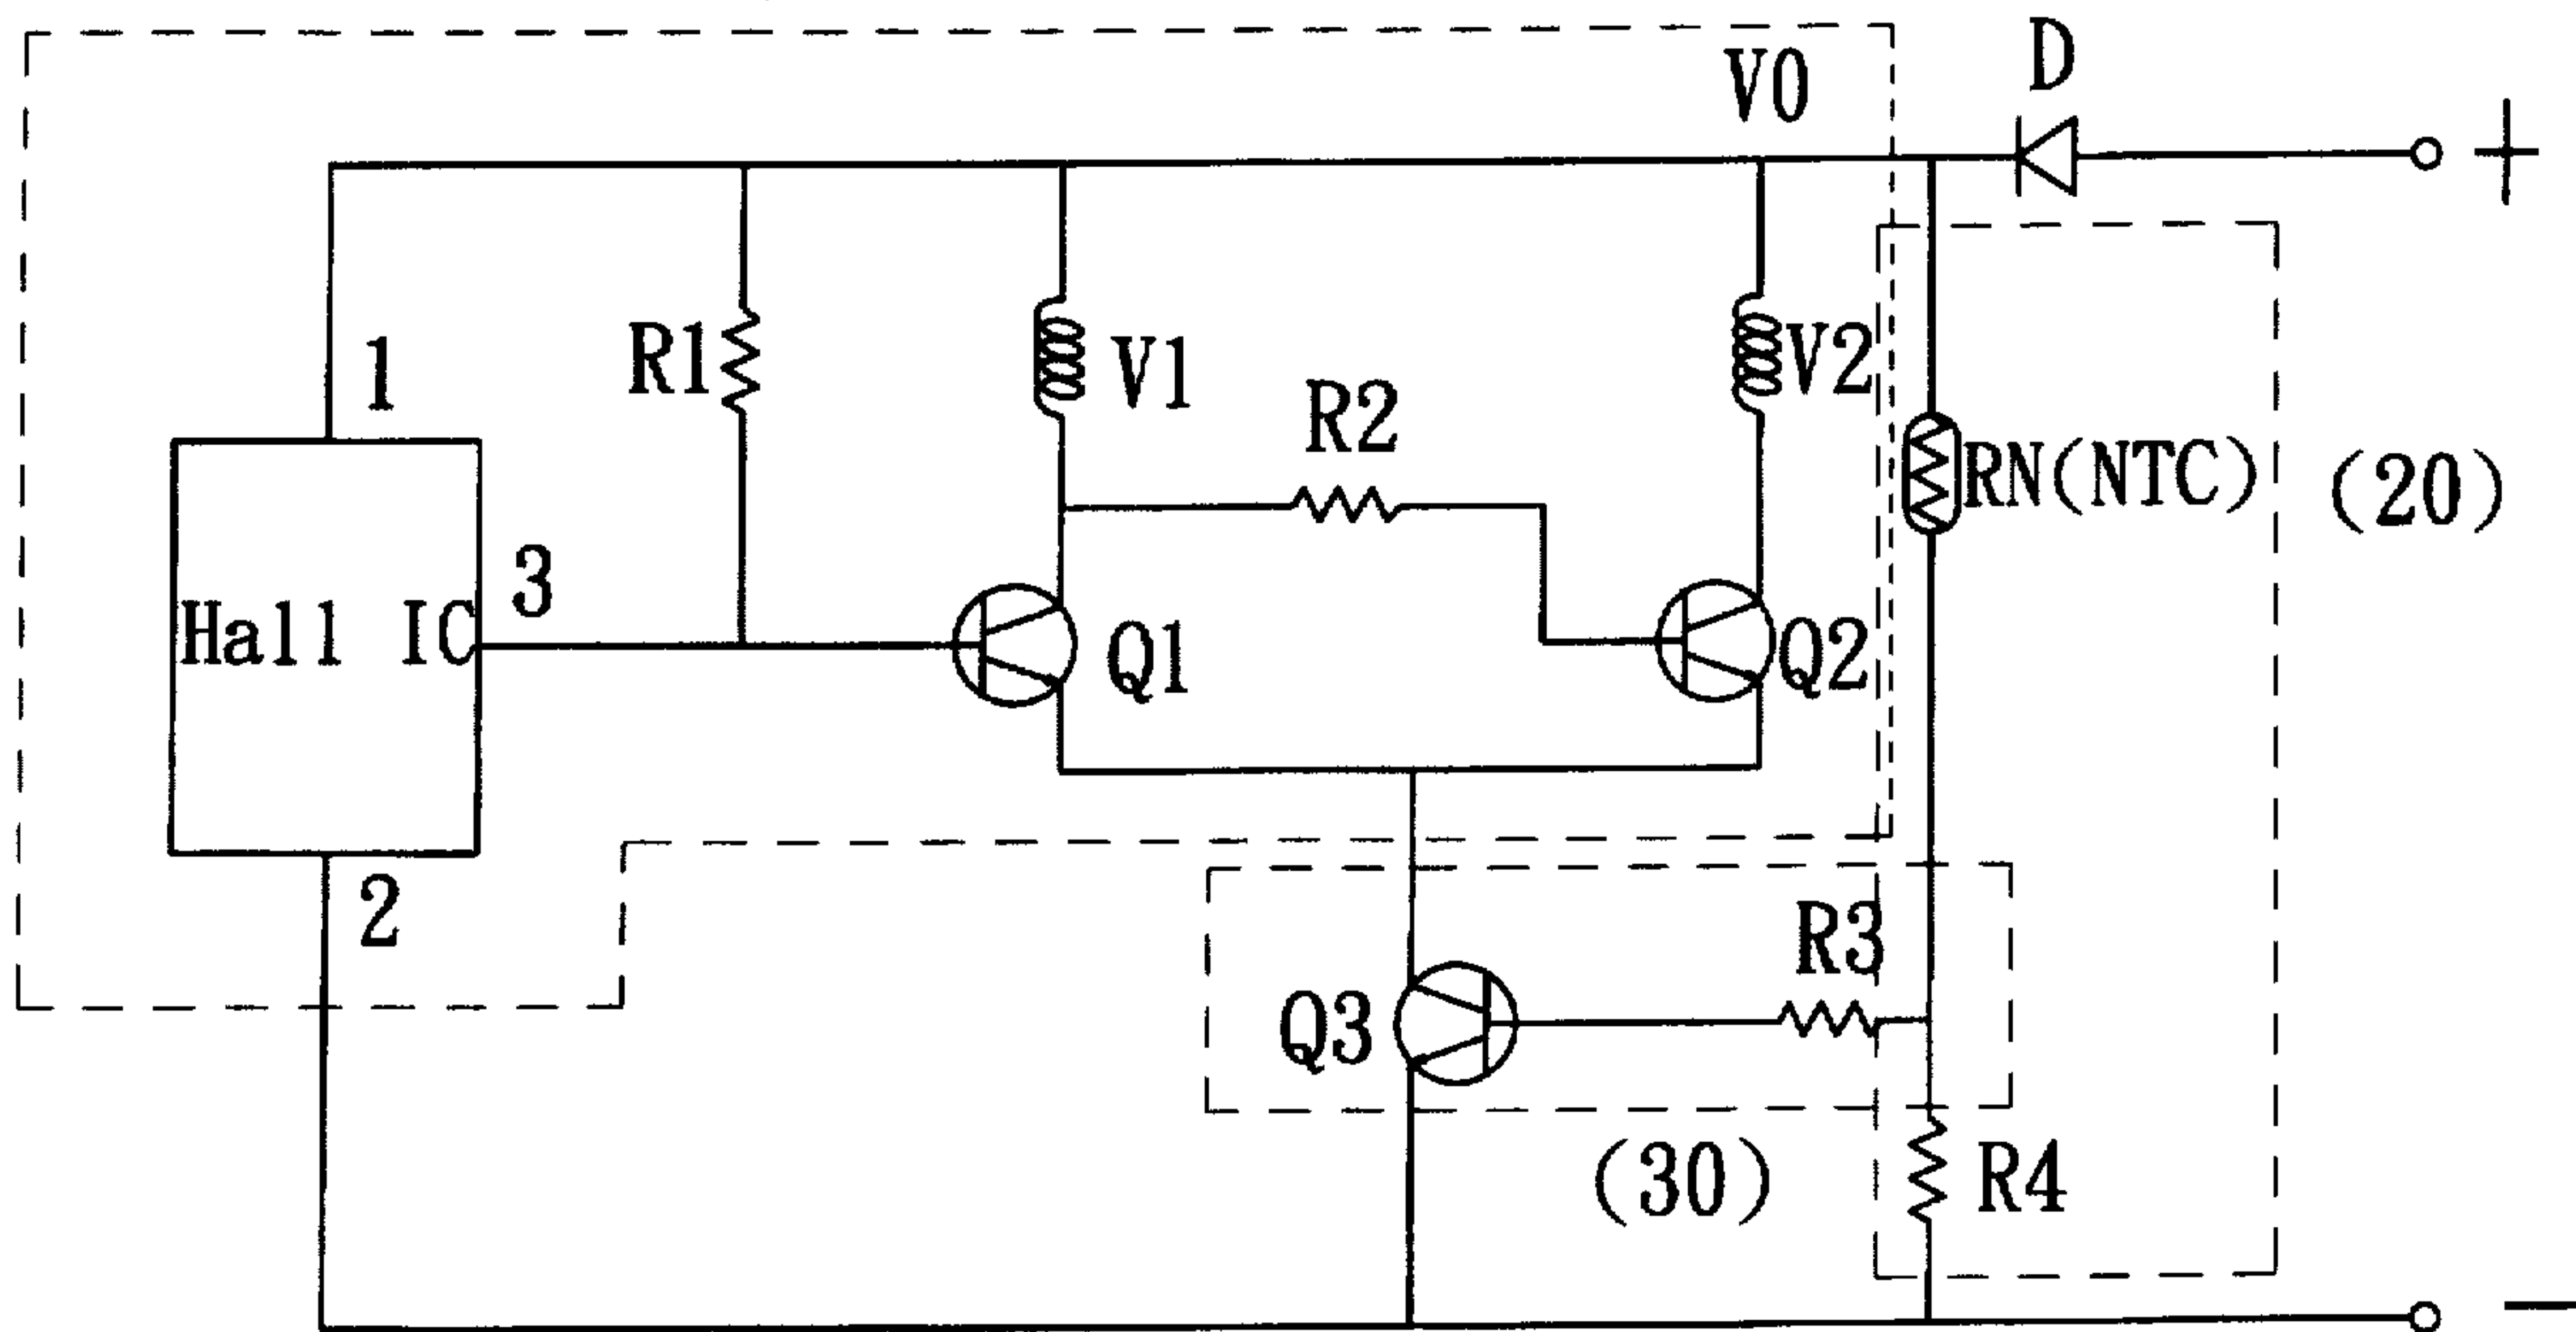 D
V0
+
1
R1
V1
V2
R2
RN(NTC)
(20)
3
Hall IC
Q1
Q2
2
R3
Q3
(30)
R4
-